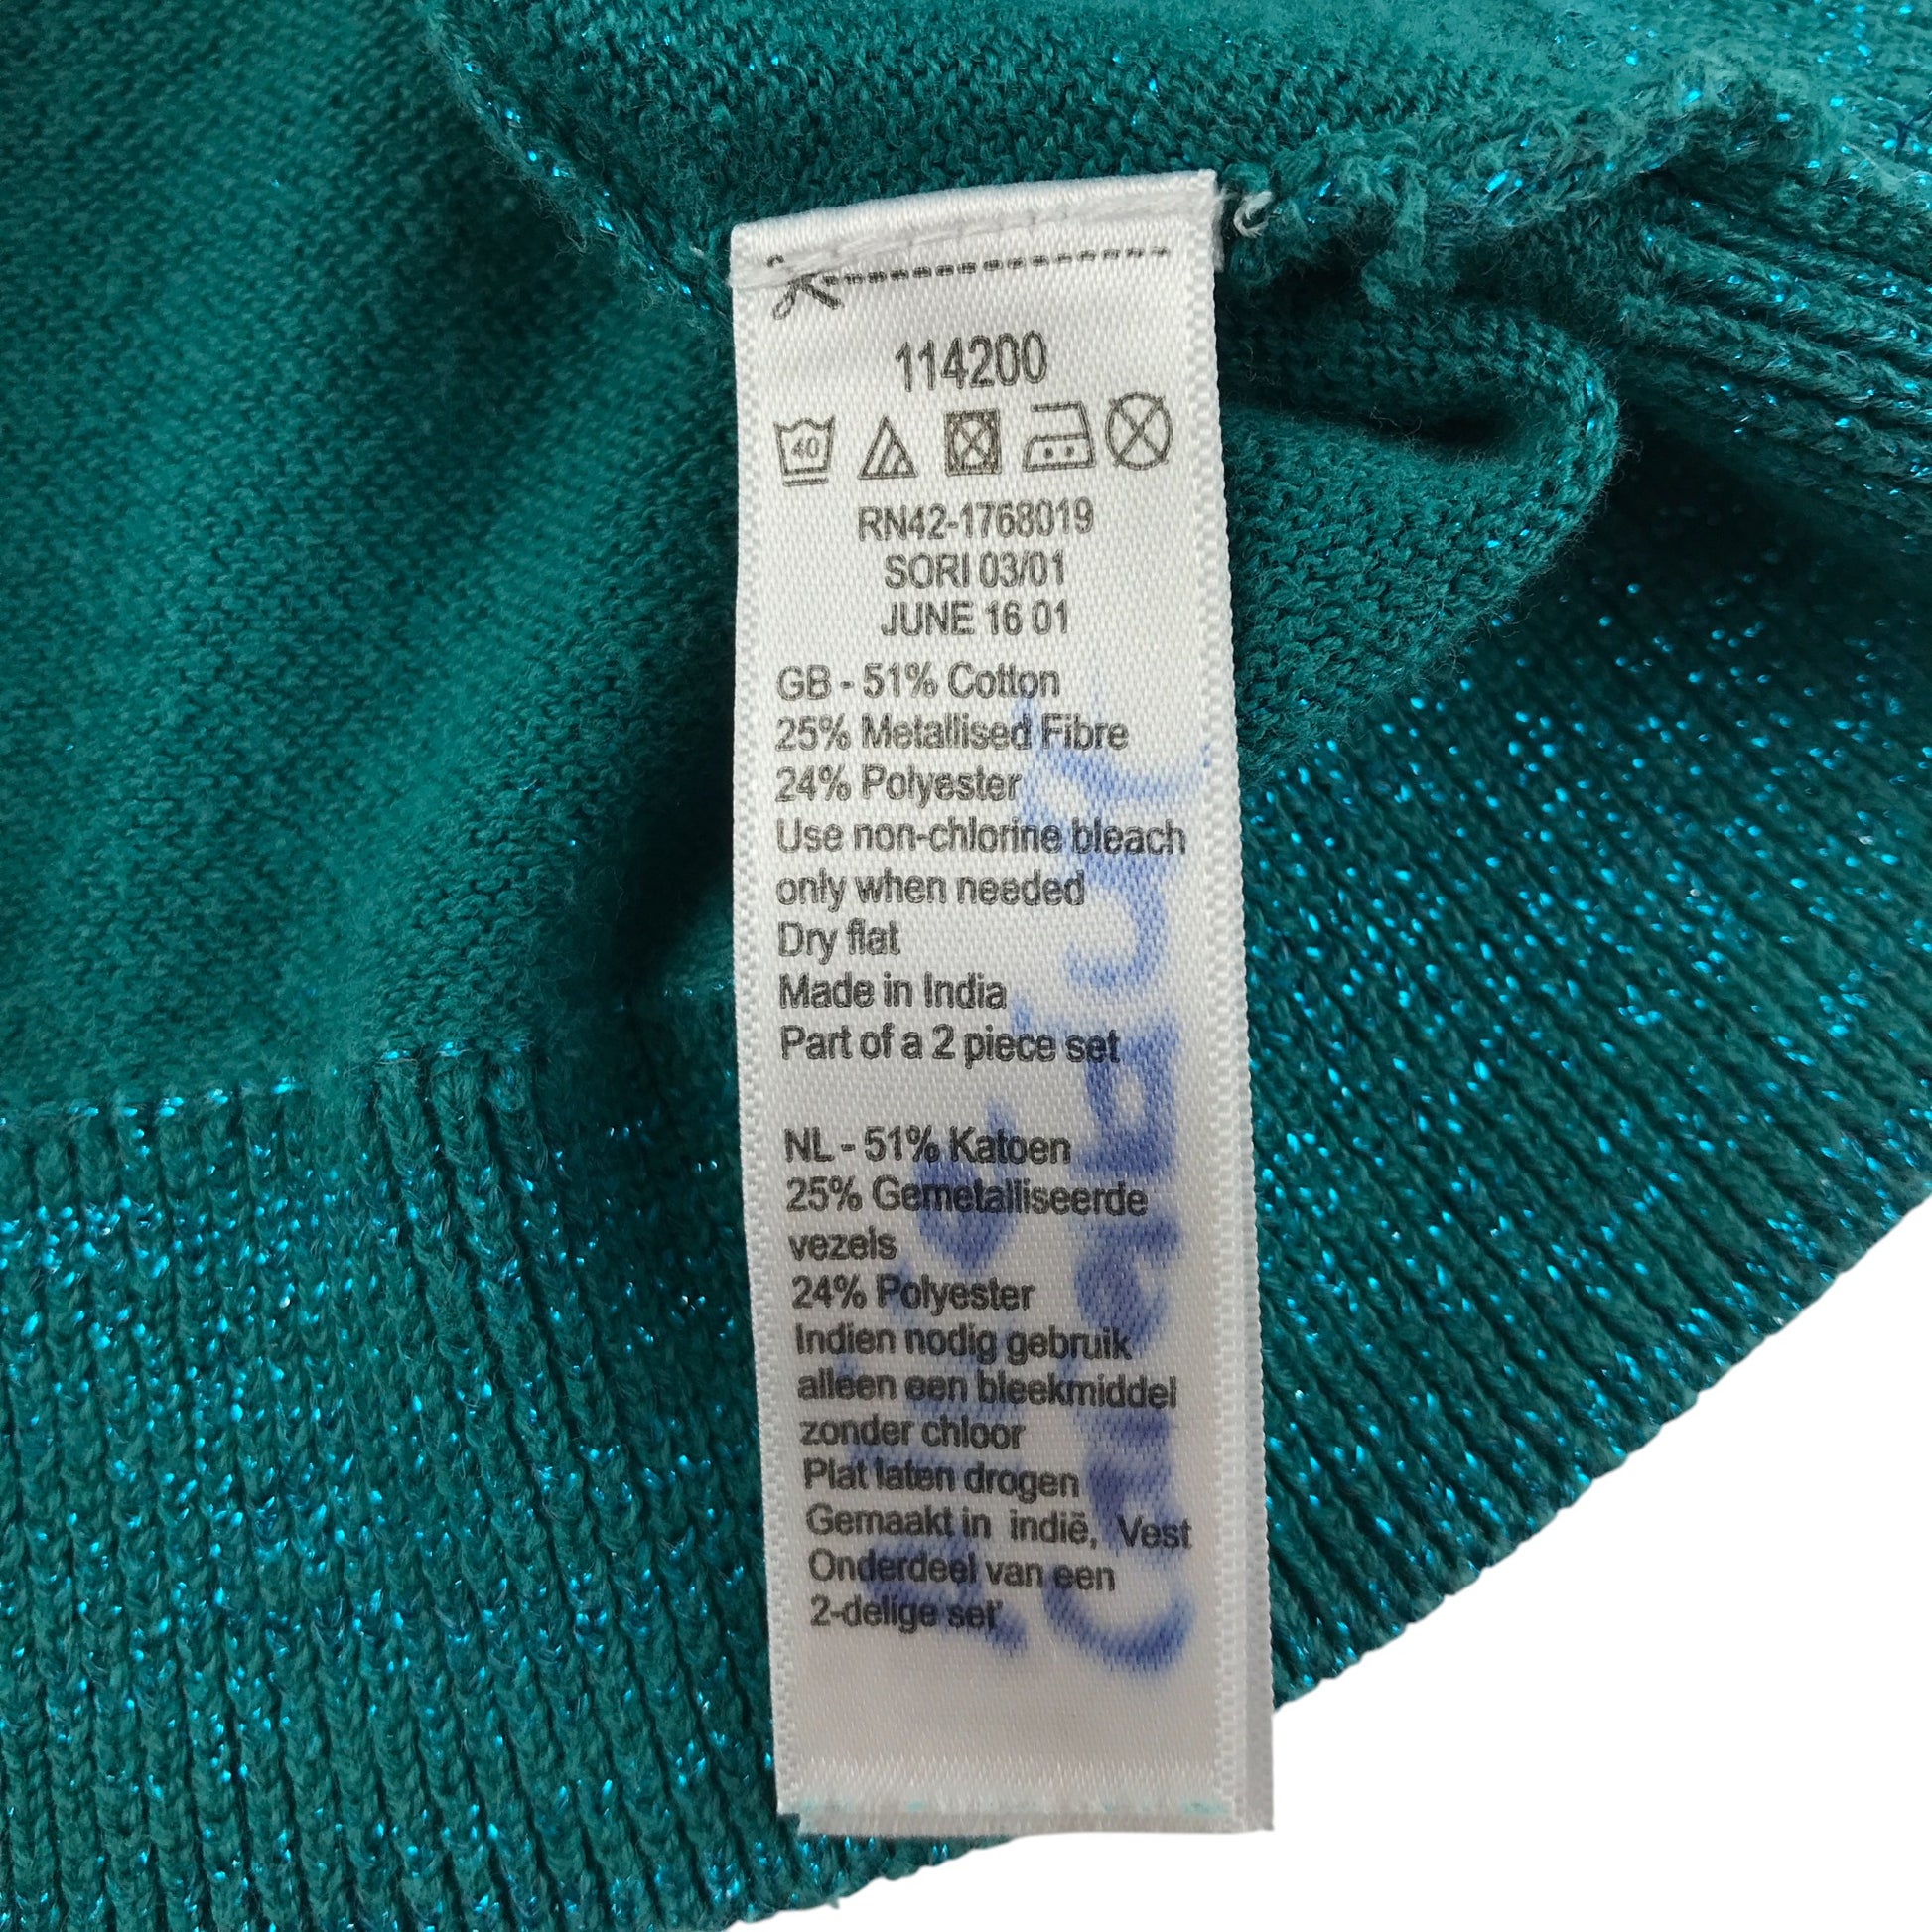 114200
40
RN42-1768019
SORI 03/01
JUNE 16 01
GB - 51% Cotton
25% Metallised Fibre
24% Polyester
Use non-chlorine bleach
only when needed
Dry flat
Made in India
Part of a 2 piece set
NL - 51% Katoen
25% Gemetalliseerde
vezels
24% Polyester
Indien nodig gebruik
alleen een bleekmiddel
zonder chloor
Plat laten drogen
Gemaakt in indië, Vest
Onderdeel van een
2-delige set'